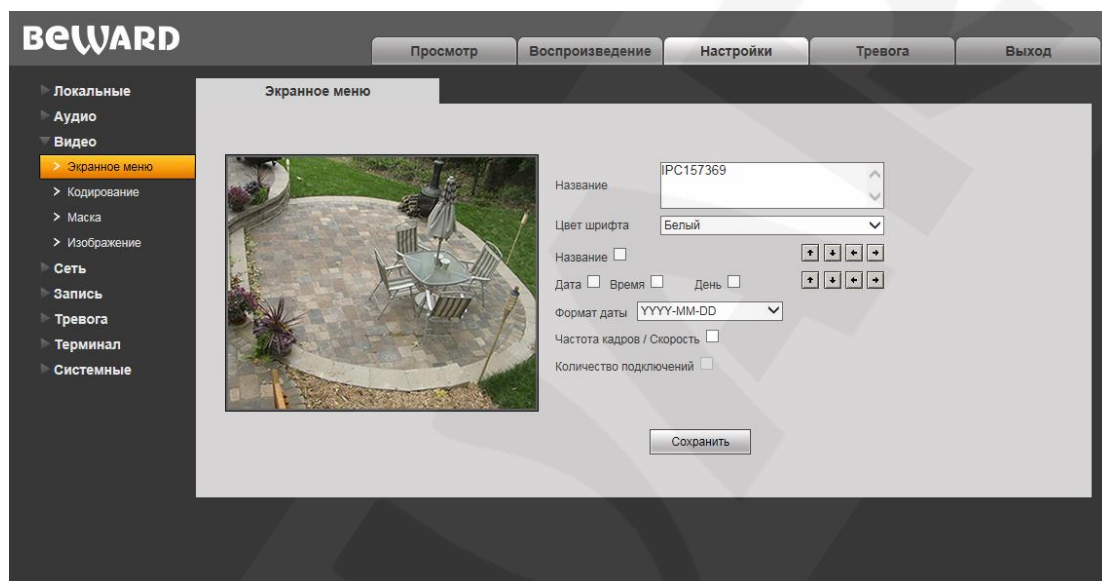 BEWARD
Просмотр Воспроизведение Настройки Тревога Выход
Локальные
Аудио
Видео
Экранное меню
Кодирование
Маска
Изображение
Сеть
Запись
Тревога
Терминал
Системные
Экранное меню
Название IPC157369
Цвет шрифта Белый
Название
Дата Время День
Формат даты YYYY-MM-DD
Частота кадров / Скорость
Количество подключений
Сохранить